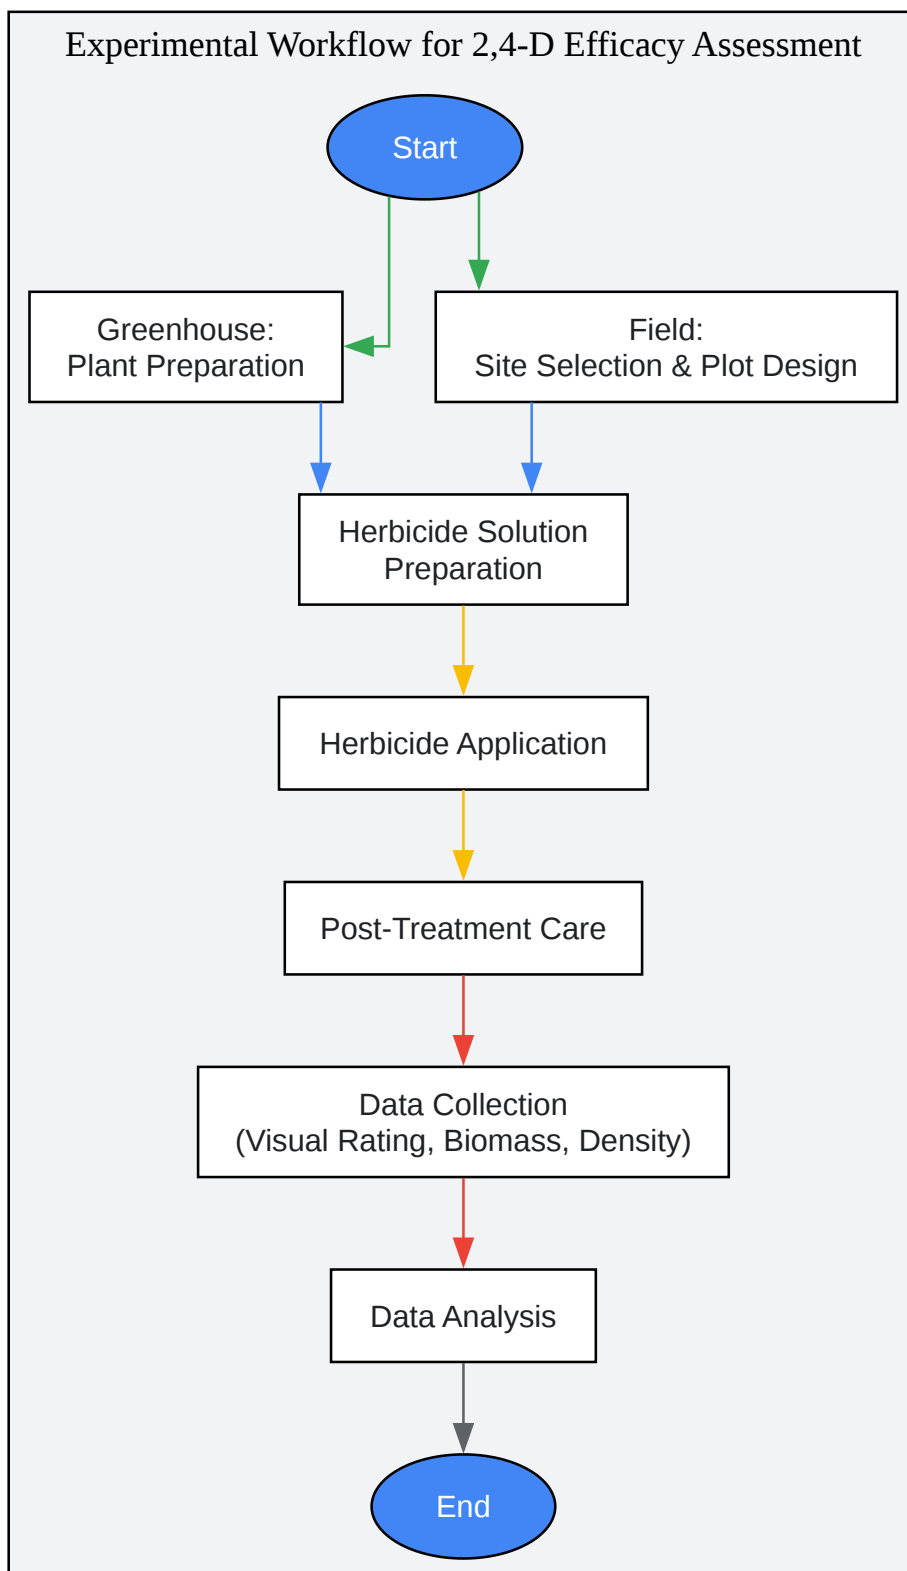 Experimental Workflow for 2,4-D Efficacy Assessment
Start
Greenhouse:
Plant Preparation
Field:
Site Selection & Plot Design
Herbicide Solution
Preparation
Herbicide Application
Post-Treatment Care
Data Collection
(Visual Rating, Biomass, Density)
Data Analysis
End